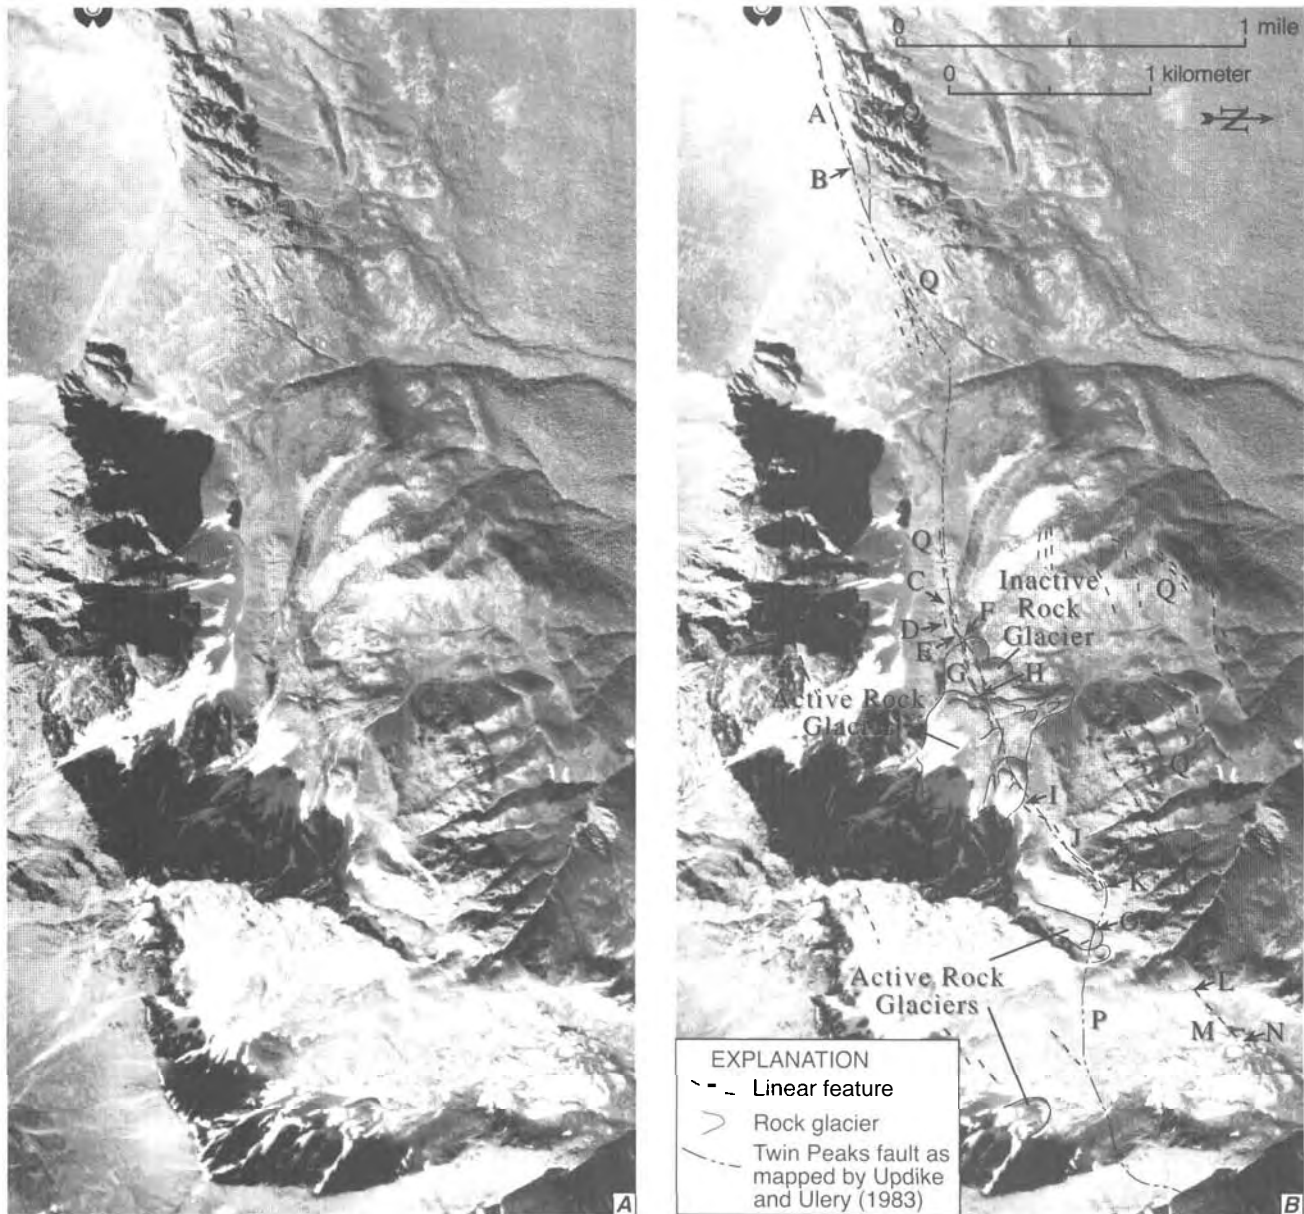 0
1 mile
0
1 kilometer
N
A
Q
B
Q
Q
C
Inactive
Rock
Glacier
Q
F
D
E
G
H
Active Rock
Q
I
J
K
G
L
Active Rock
Glaciers
P
M
N
EXPLANATION
Linear feature
Rock glacier
Twin Peaks fault as
mapped by Updike
and Ulery (1983)
A
B